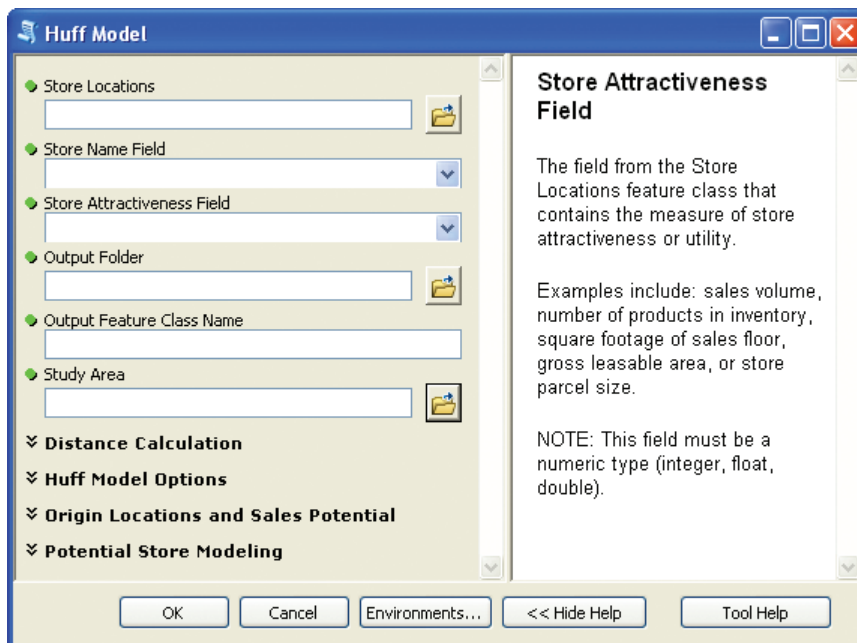 Huff Model
Store Locations
Store Name Field
Store Attractiveness Field
Output Folder
Output Feature Class Name
Study Area
Distance Calculation
Huff Model Options
Origin Locations and Sales Potential
Potential Store Modeling
Store Attractiveness
Field
The field from the Store
Locations feature class that
contains the measure of store
attractiveness or utility.
Examples include: sales volume,
number of products in inventory,
square footage of sales floor,
gross leasable area, or store
parcel size.
NOTE: This field must be a
numeric type (integer, float,
double).
OK
Cancel
Environments...
<< Hide Help
Tool Help